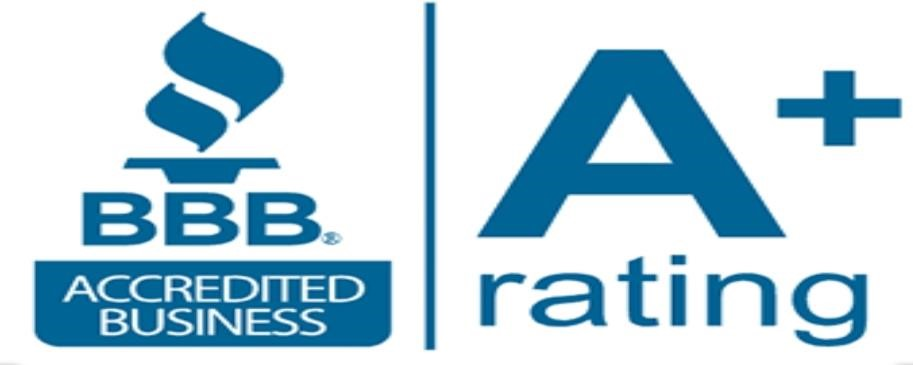 BBB®
ACCREDITED
BUSINESS
A+
rating